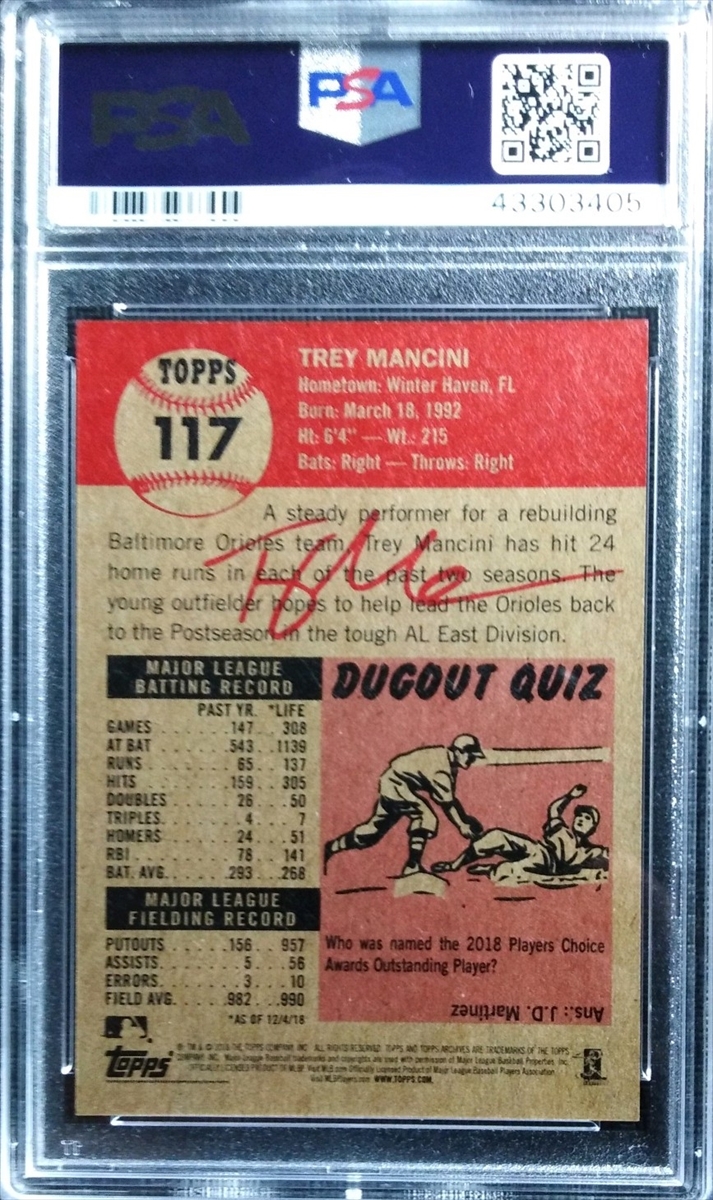 PSA
PSA
43303405
TOPPS
117
TREY MANCINI
Hometown: Winter Haven, FL
Born: March 18, 1992
Ht: 6'4" — Wt.: 215
Bats: Right — Throws: Right
A steady performer for a rebuilding
Baltimore Orioles team, Trey Mancini has hit 24
home runs in each of the past two seasons. The
young outfielder hopes to help lead the Orioles back
to the Postseason in the tough AL East Division.
MAJOR LEAGUE
BATTING RECORD
PAST YR. *LIFE
GAMES . . . . . . 147 . . 308
AT BAT . . . . . . 543 . . 1139
RUNS . . . . . . 65 . . 137
HITS . . . . . . 159 . . 305
DOUBLES . . . . . . 26 . . 50
TRIPLES . . . . . . 4 . . 7
HOMERS . . . . . . 24 . . 51
RBI . . . . . . 78 . . 141
BAT. AVG. . . . .293 . . .268
MAJOR LEAGUE
FIELDING RECORD
PUTOUTS . . . . . 156 . . 957
ASSISTS . . . . . . 5 . . 56
ERRORS . . . . . . 3 . . 10
FIELD AVG. . . . .982 . . .990
*AS OF 12/4/18
DUGOUT QUIZ
Who was named the 2018 Players Choice
Awards Outstanding Player?
Ans.: J.D. Martinez
Topps
WWW.TOPPS.COM